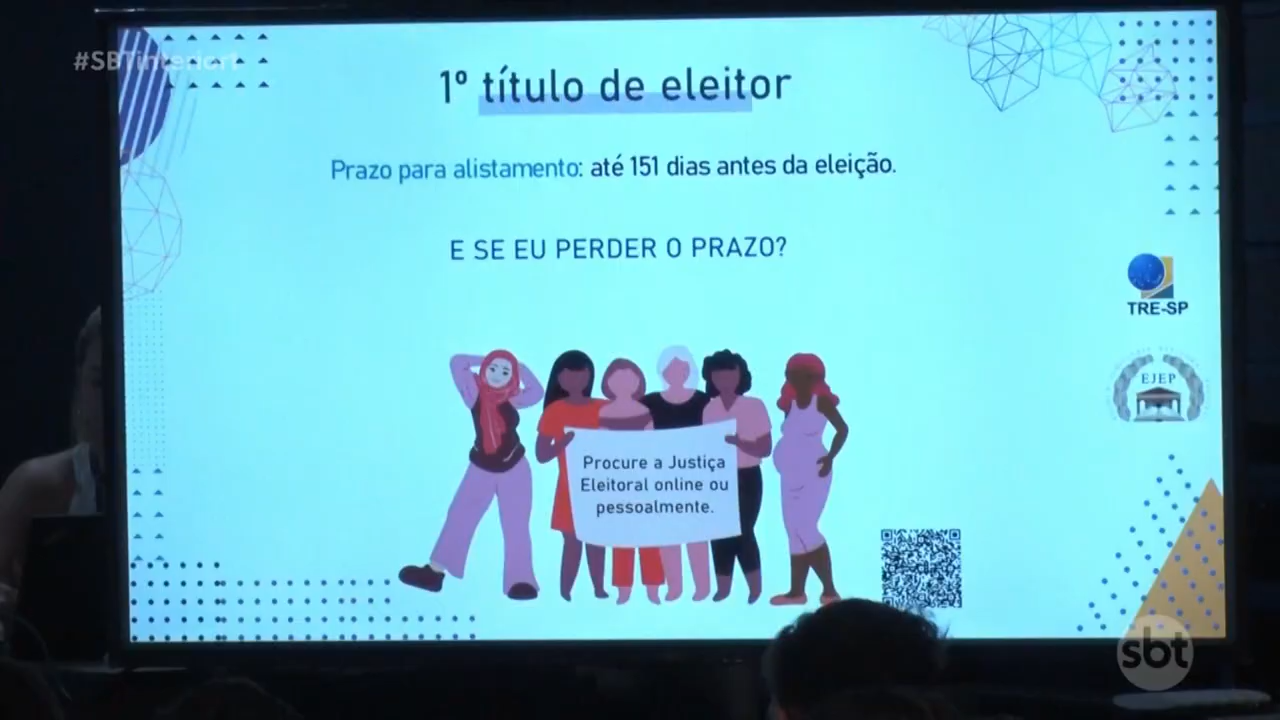 #SBTinterior1
1º título de eleitor
Prazo para alistamento: até 151 dias antes da eleição.
E SE EU PERDER O PRAZO?
TRE-SP
EJEP
Procure a Justiça
Eleitoral online ou
pessoalmente.
sbt